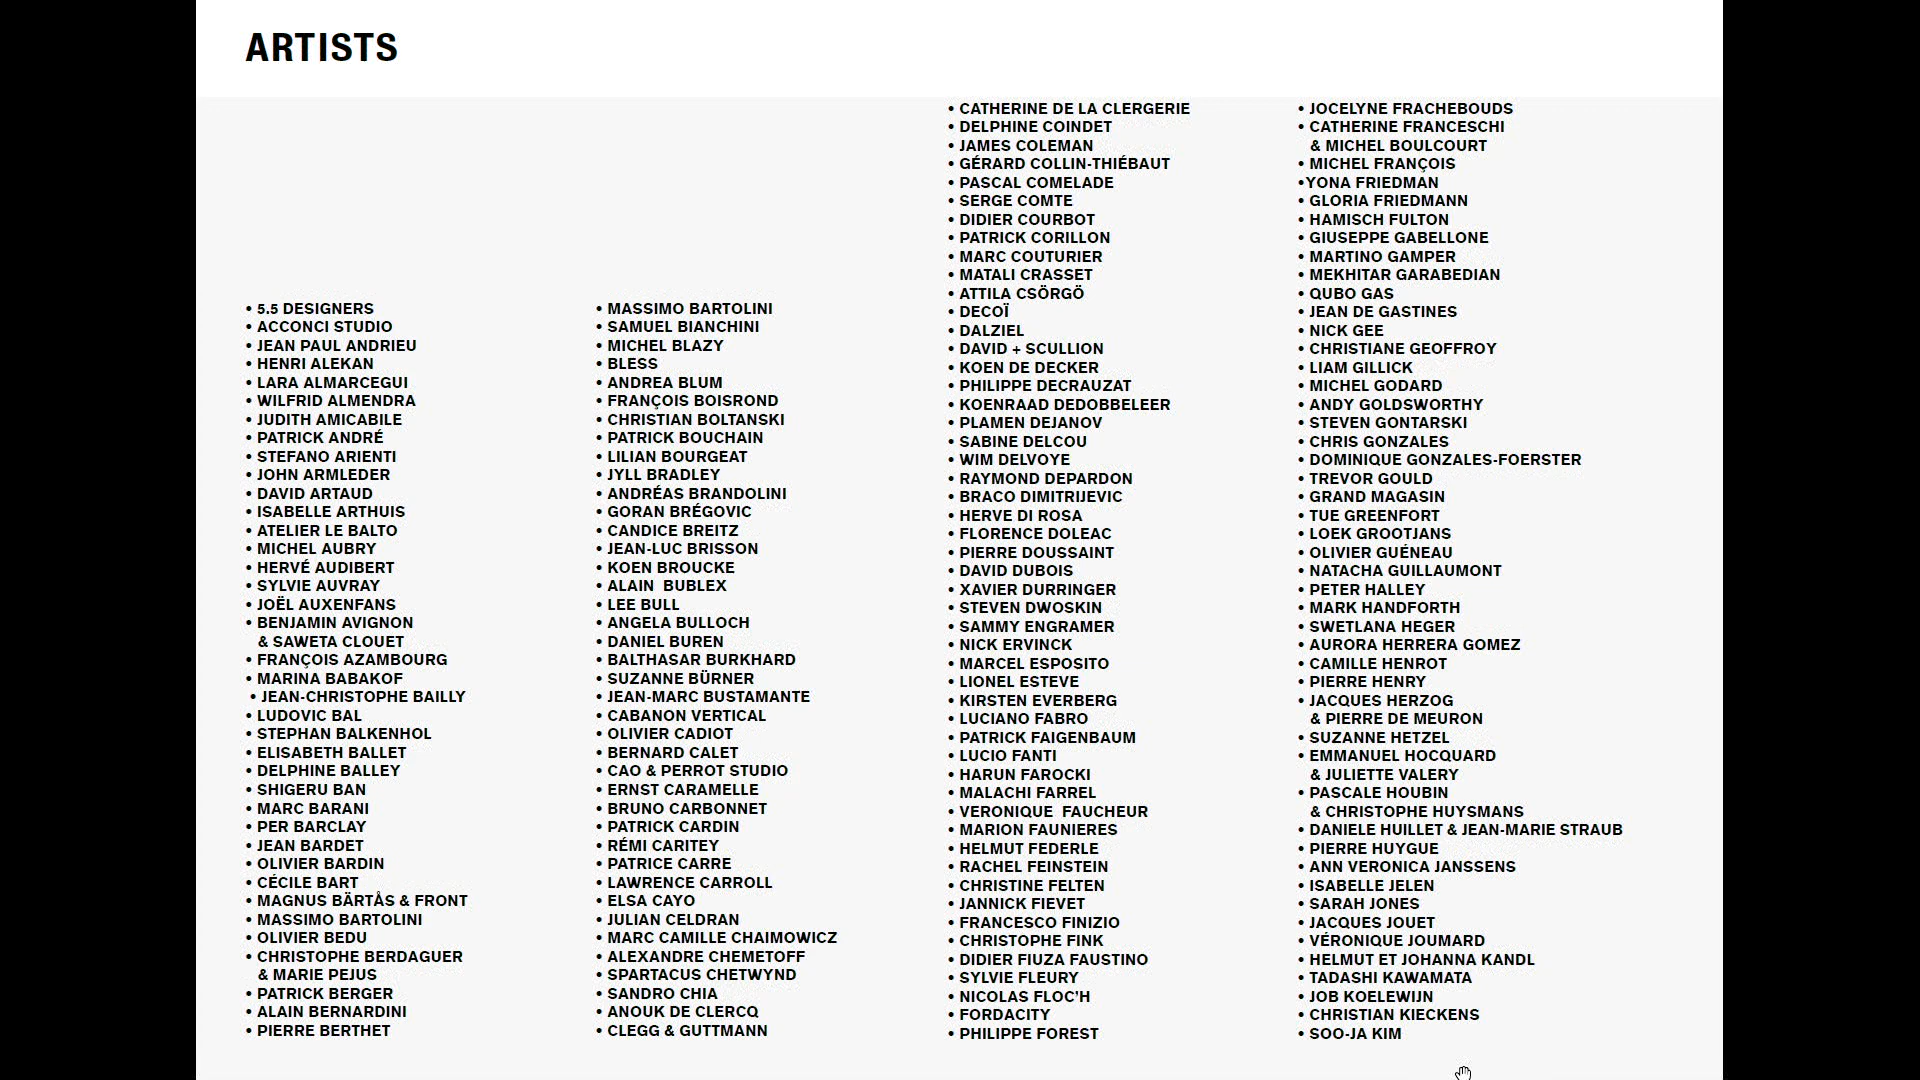 ARTISTS
• 5.5 DESIGNERS
• ACCONCI STUDIO
• JEAN PAUL ANDRIEU
• HENRI ALEKAN
• LARA ALMARCEGUI
• WILFRID ALMENDRA
• JUDITH AMICABILE
• PATRICK ANDRÉ
• STEFANO ARIENTI
• JOHN ARMLEDER
• DAVID ARTAUD
• ISABELLE ARTHUIS
• ATELIER LE BALTO
• MICHEL AUBRY
• HERVÉ AUDIBERT
• SYLVIE AUVRAY
• JOËL AUXENFANS
• BENJAMIN AVIGNON
& SAWETA CLOUET
• FRANÇOIS AZAMBOURG
• MARINA BABAKOF
• JEAN-CHRISTOPHE BAILLY
• LUDOVIC BAL
• STEPHAN BALKENHOL
• ELISABETH BALLET
• DELPHINE BALLEY
• SHIGERU BAN
• MARC BARANI
• PER BARCLAY
• JEAN BARDET
• OLIVIER BARDIN
• CÉCILE BART
• MAGNUS BÄRTÅS & FRONT
• MASSIMO BARTOLINI
• OLIVIER BEDU
• CHRISTOPHE BERDAGUER
& MARIE PEJUS
• PATRICK BERGER
• ALAIN BERNARDINI
• PIERRE BERTHET
• MASSIMO BARTOLINI
• SAMUEL BIANCHINI
• MICHEL BLAZY
• BLESS
• ANDREA BLUM
• FRANÇOIS BOISROND
• CHRISTIAN BOLTANSKI
• PATRICK BOUCHAIN
• LILIAN BOURGEAT
• JYLL BRADLEY
• ANDRÉAS BRANDOLINI
• GORAN BRÉGOVIC
• CANDICE BREITZ
• JEAN-LUC BRISSON
• KOEN BROUCKE
• ALAIN  BUBLEX
• LEE BULL
• ANGELA BULLOCH
• DANIEL BUREN
• BALTHASAR BURKHARD
• SUZANNE BÜRNER
• JEAN-MARC BUSTAMANTE
• CABANON VERTICAL
• OLIVIER CADIOT
• BERNARD CALET
• CAO & PERROT STUDIO
• ERNST CARAMELLE
• BRUNO CARBONNET
• PATRICK CARDIN
• RÉMI CARITEY
• PATRICE CARRE
• LAWRENCE CARROLL
• ELSA CAYO
• JULIAN CELDRAN
• MARC CAMILLE CHAIMOWICZ
• ALEXANDRE CHEMETOFF
• SPARTACUS CHETWYND
• SANDRO CHIA
• ANOUK DE CLERCQ
• CLEGG & GUTTMANN
• CATHERINE DE LA CLERGERIE
• DELPHINE COINDET
• JAMES COLEMAN
• GÉRARD COLLIN-THIÉBAUT
• PASCAL COMELADE
• SERGE COMTE
• DIDIER COURBOT
• PATRICK CORILLON
• MARC COUTURIER
• MATALI CRASSET
• ATTILA CSÖRGÖ
• DECOÏ
• DALZIEL
• DAVID + SCULLION
• KOEN DE DECKER
• PHILIPPE DECRAUZAT
• KOENRAAD DEDOBBELEER
• PLAMEN DEJANOV
• SABINE DELCOU
• WIM DELVOYE
• RAYMOND DEPARDON
• BRACO DIMITRIJEVIC
• HERVE DI ROSA
• FLORENCE DOLEAC
• PIERRE DOUSSAINT
• DAVID DUBOIS
• XAVIER DURRINGER
• STEVEN DWOSKIN
• SAMMY ENGRAMER
• NICK ERVINCK
• MARCEL ESPOSITO
• LIONEL ESTEVE
• KIRSTEN EVERBERG
• LUCIANO FABRO
• PATRICK FAIGENBAUM
• LUCIO FANTI
• HARUN FAROCKI
• MALACHI FARREL
• VERONIQUE  FAUCHEUR
• MARION FAUNIERES
• HELMUT FEDERLE
• RACHEL FEINSTEIN
• CHRISTINE FELTEN
• JANNICK FIEVET
• FRANCESCO FINIZIO
• CHRISTOPHE FINK
• DIDIER FIUZA FAUSTINO
• SYLVIE FLEURY
• NICOLAS FLOC'H
• FORDACITY
• PHILIPPE FOREST
• JOCELYNE FRACHEBOUDS
• CATHERINE FRANCESCHI
& MICHEL BOULCOURT
• MICHEL FRANÇOIS
•YONA FRIEDMAN
• GLORIA FRIEDMANN
• HAMISCH FULTON
• GIUSEPPE GABELLONE
• MARTINO GAMPER
• MEKHITAR GARABEDIAN
• QUBO GAS
• JEAN DE GASTINES
• NICK GEE
• CHRISTIANE GEOFFROY
• LIAM GILLICK
• MICHEL GODARD
• ANDY GOLDSWORTHY
• STEVEN GONTARSKI
• CHRIS GONZALES
• DOMINIQUE GONZALES-FOERSTER
• TREVOR GOULD
• GRAND MAGASIN
• TUE GREENFORT
• LOEK GROOTJANS
• OLIVIER GUÉNEAU
• NATACHA GUILLAUMONT
• PETER HALLEY
• MARK HANDFORTH
• SWETLANA HEGER
• AURORA HERRERA GOMEZ
• CAMILLE HENROT
• PIERRE HENRY
• JACQUES HERZOG
& PIERRE DE MEURON
• SUZANNE HETZEL
• EMMANUEL HOCQUARD
& JULIETTE VALERY
• PASCALE HOUBIN
& CHRISTOPHE HUYSMANS
• DANIELE HUILLET & JEAN-MARIE STRAUB
• PIERRE HUYGUE
• ANN VERONICA JANSSENS
• ISABELLE JELEN
• SARAH JONES
• JACQUES JOUET
• VÉRONIQUE JOUMARD
• HELMUT ET JOHANNA KANDL
• TADASHI KAWAMATA
• JOB KOELEWIJN
• CHRISTIAN KIECKENS
• SOO-JA KIM